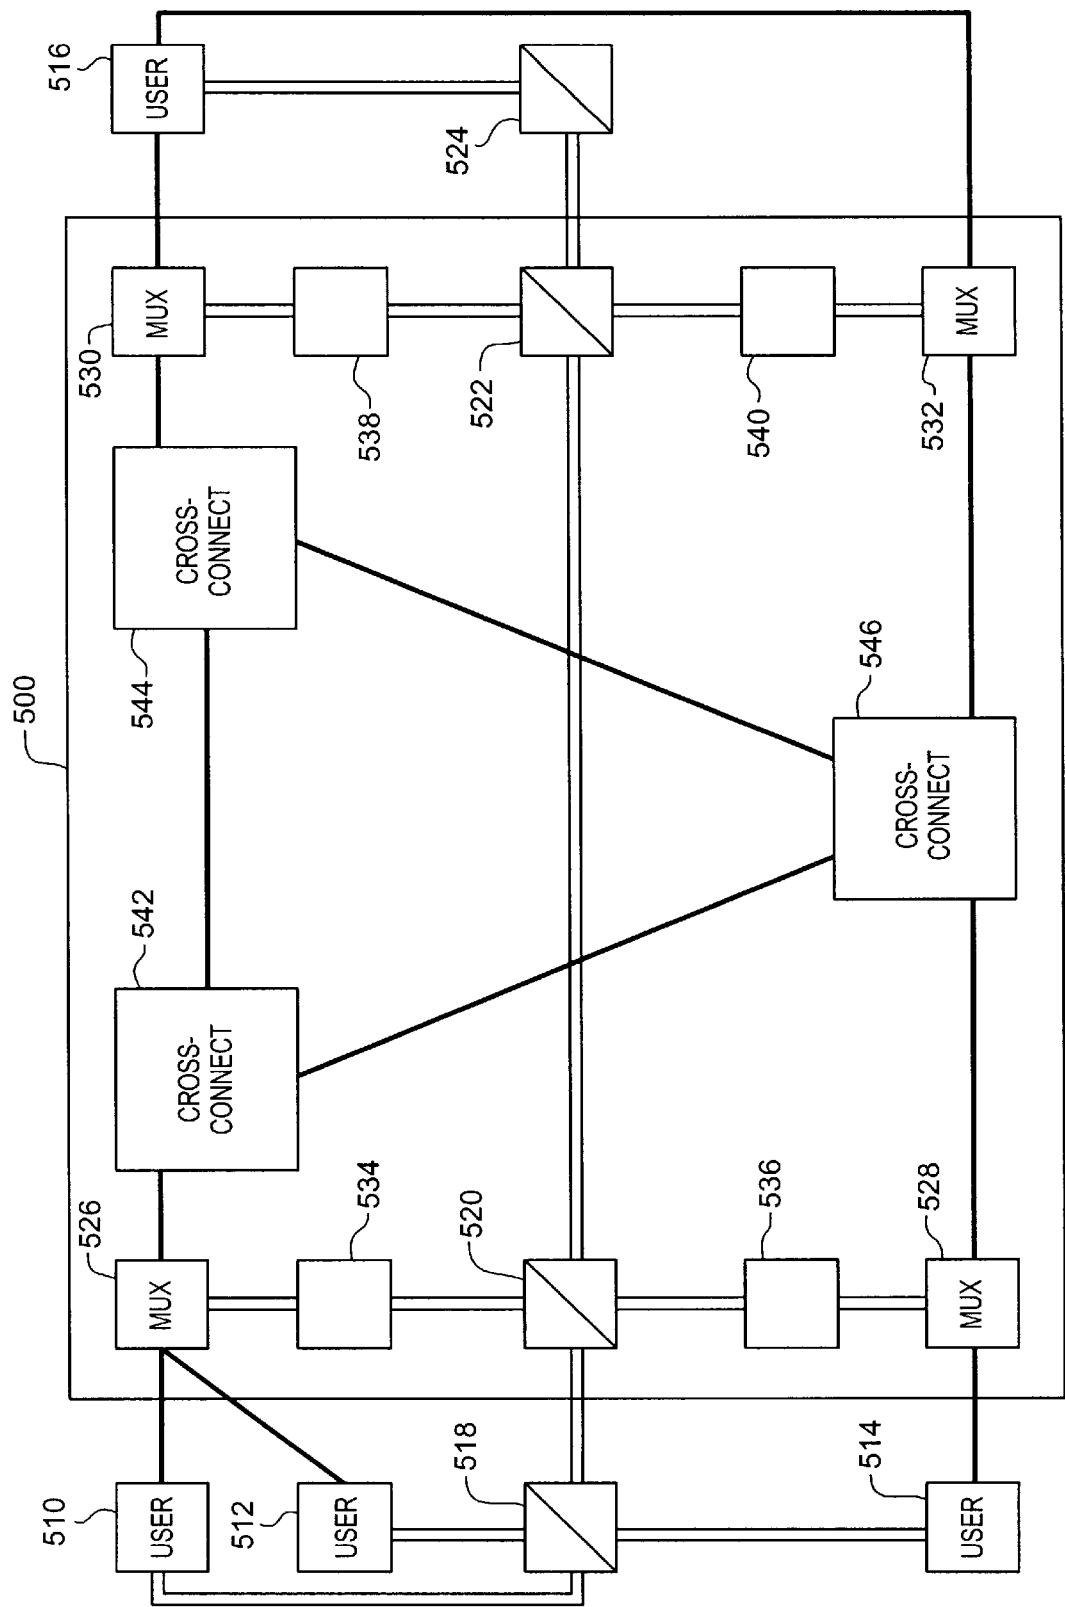 500
510
USER
512
USER
518
514
USER
526
MUX
534
520
536
528
MUX
542
CROSS-
CONNECT
544
CROSS-
CONNECT
546
CROSS-
CONNECT
530
MUX
538
522
540
532
MUX
516
USER
524